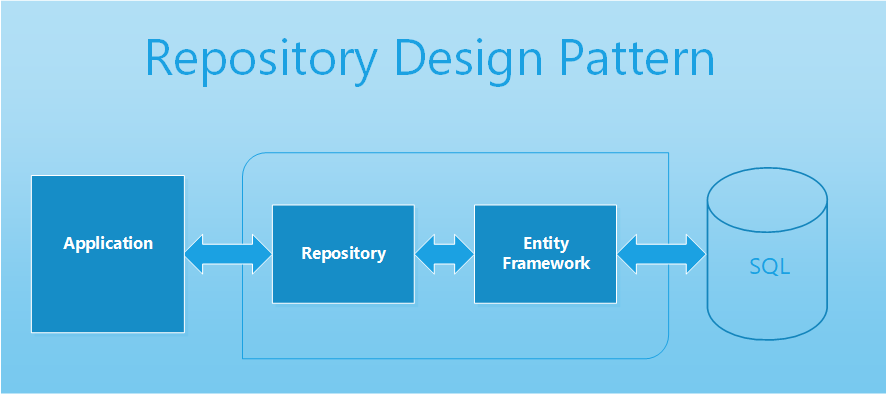 Repository Design Pattern
Application
Repository
Entity
Framework
SQL